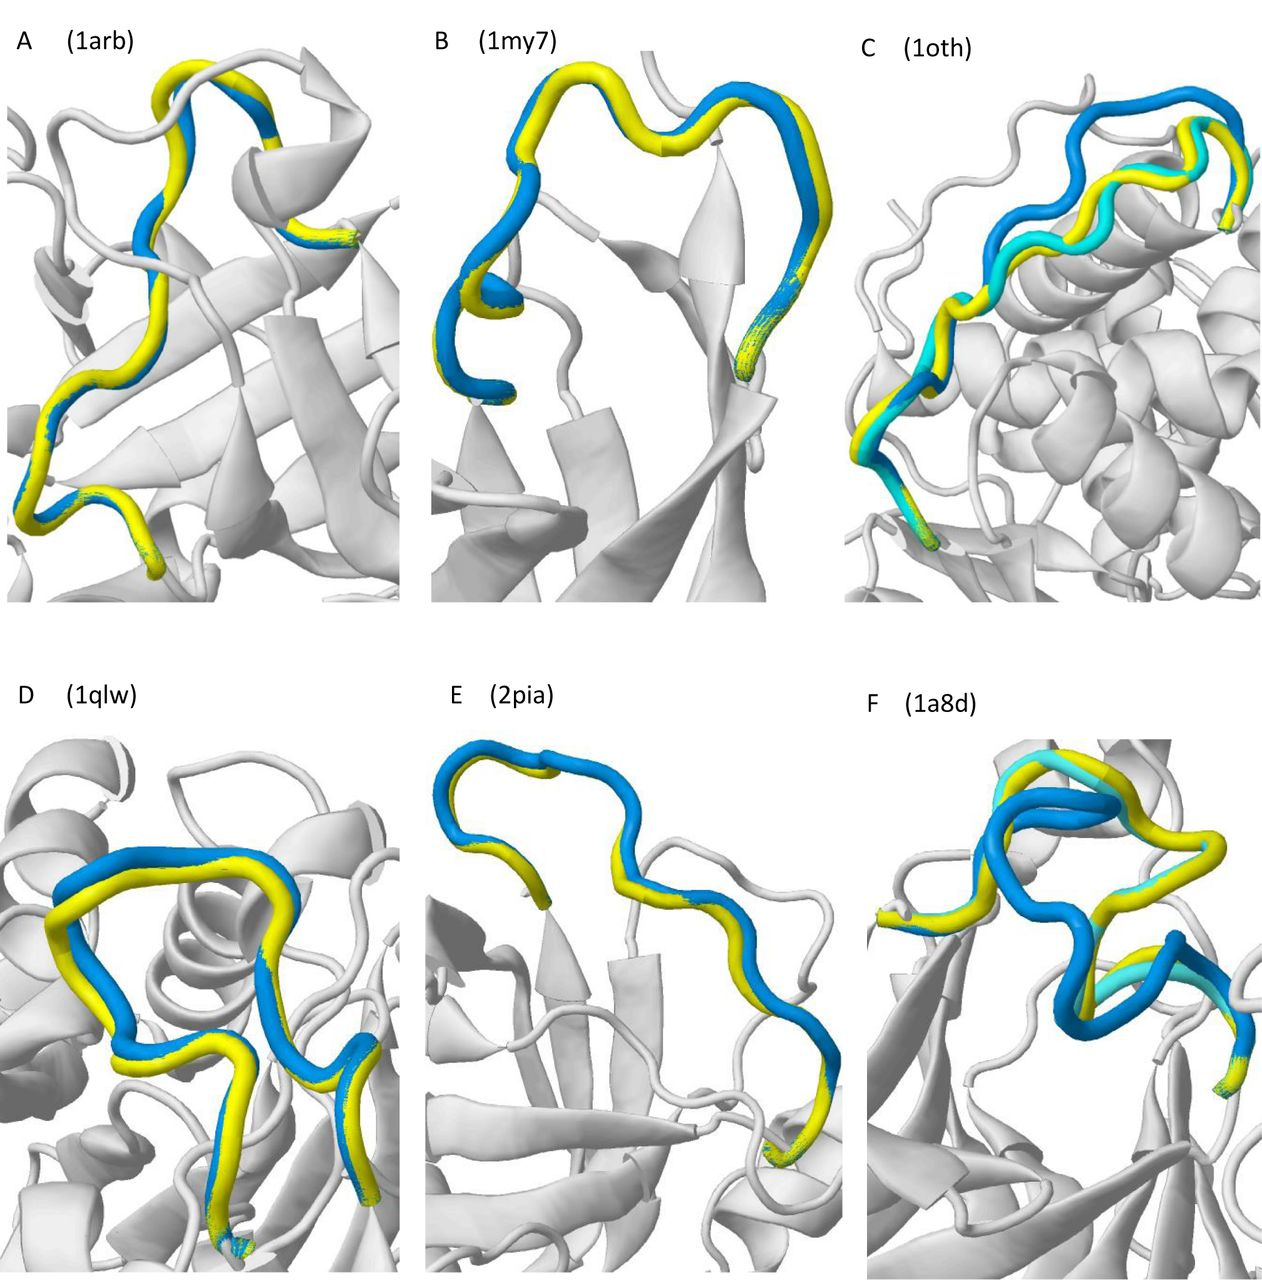 A (1arb)
B (1my7)
C (1oth)
D (1qlw)
E (2pia)
F (1a8d)